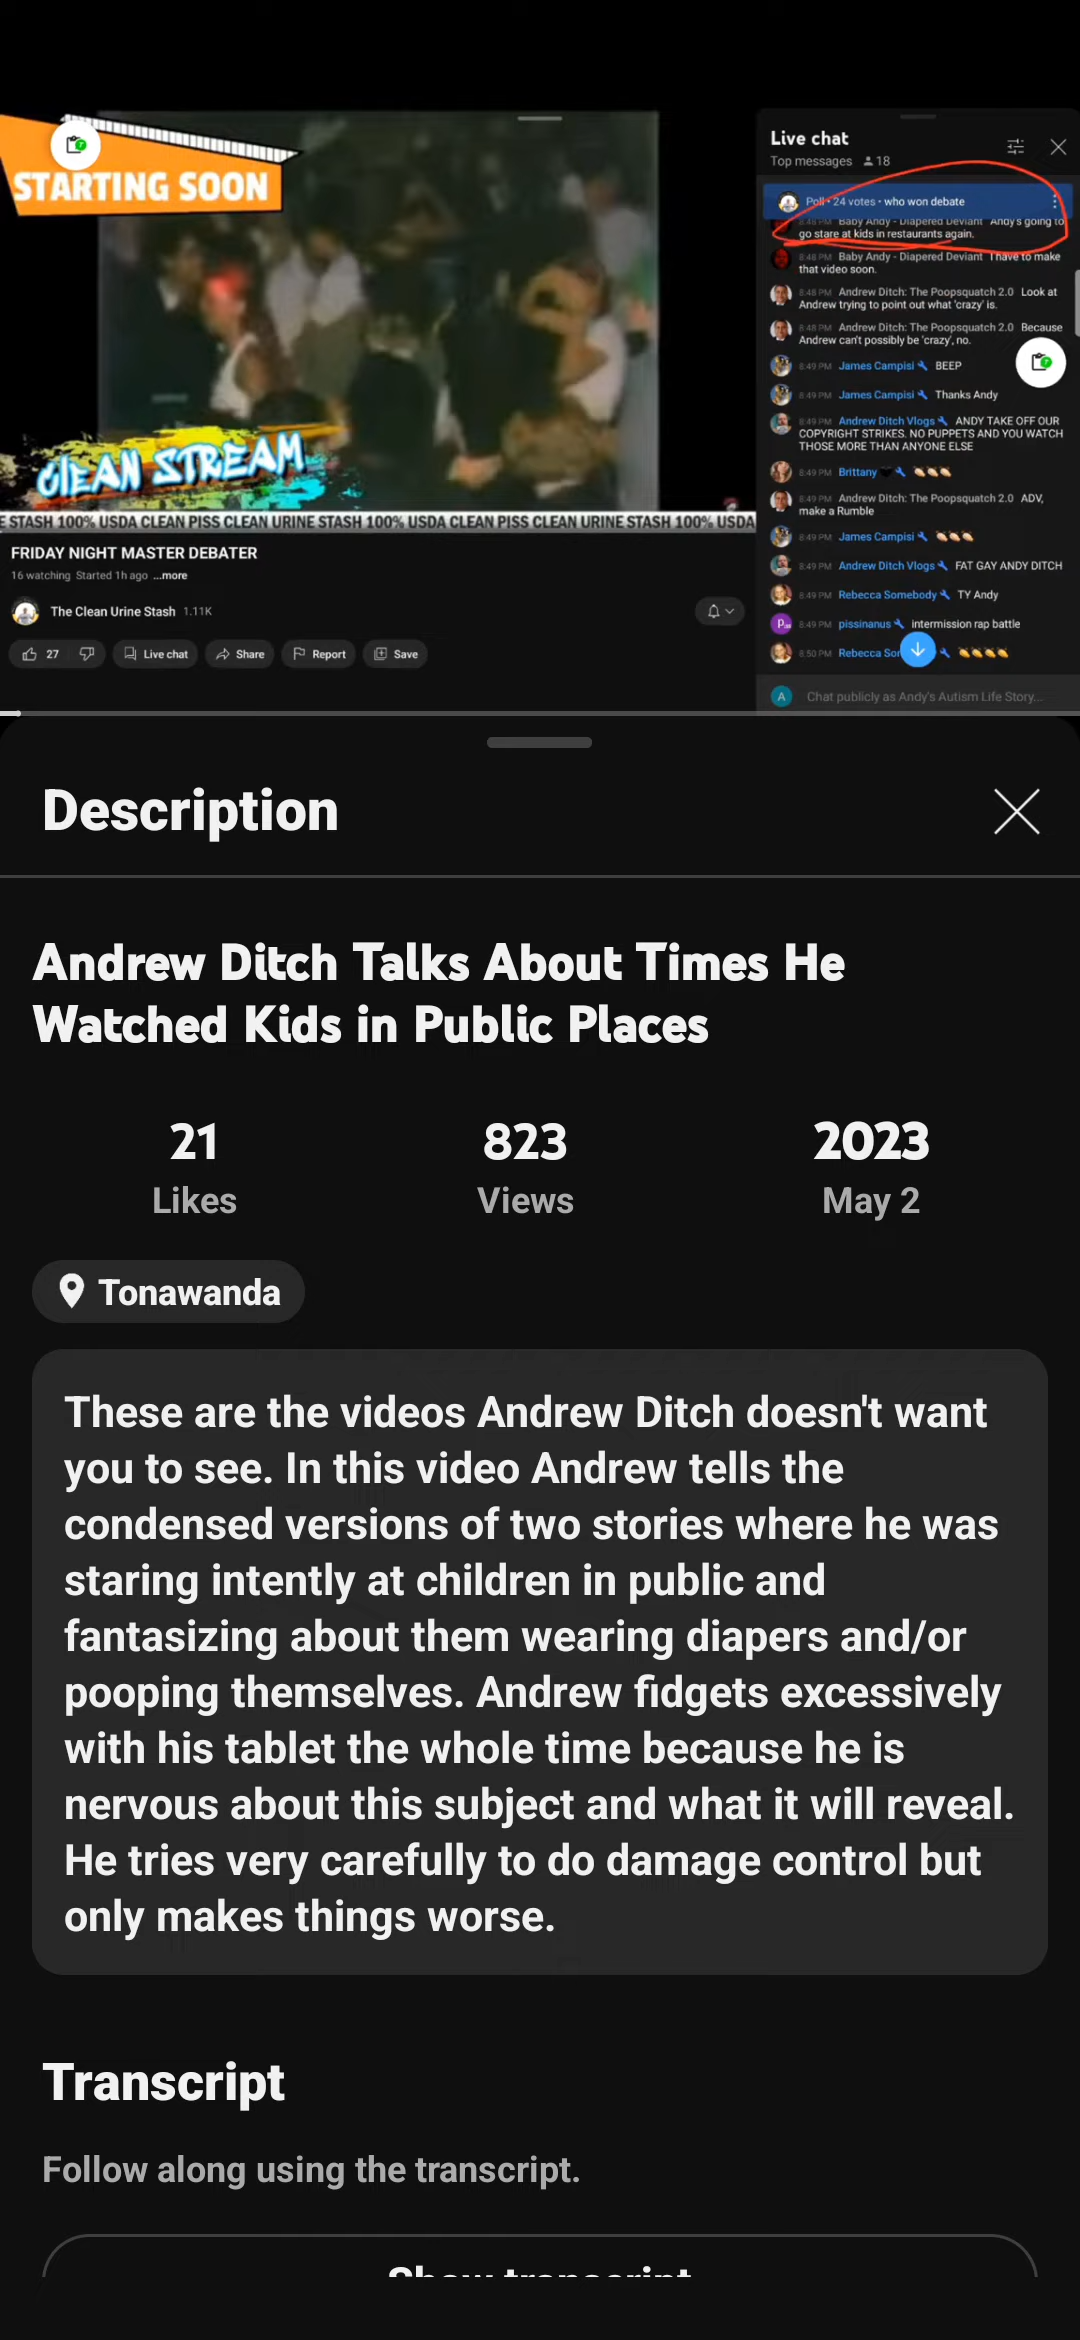 STARTING SOON
CLEAN STREAM
E STASH 100% USDA CLEAN PISS CLEAN URINE STASH 100% USDA CLEAN PISS CLEAN URINE STASH 100% USDA
FRIDAY NIGHT MASTER DEBATER
16 watching Started 1h ago ...more
The Clean Urine Stash 1.11K
27
Live chat
Share
Report
Save
Live chat
Top messages 18
Poll • 24 votes • who won debate
8:48 PM Baby Andy - Diapered Deviant Andy's going to
go stare at kids in restaurants again.
8:48 PM Baby Andy - Diapered Deviant I have to make
that video soon.
8:48 PM Andrew Ditch: The Poopsquatch 2.0 Look at
Andrew trying to point out what 'crazy' is.
8:48 PM Andrew Ditch: The Poopsquatch 2.0 Because
Andrew can't possibly be 'crazy', no.
8:49 PM James Campisi BEEP
8:49 PM James Campisi Thanks Andy
8:49 PM Andrew Ditch Vlogs ANDY TAKE OFF OUR
COPYRIGHT STRIKES. NO PUPPETS AND YOU WATCH
THOSE MORE THAN ANYONE ELSE
8:49 PM Brittany
8:49 PM Andrew Ditch: The Poopsquatch 2.0 ADV,
make a Rumble
8:49 PM James Campisi
8:49 PM Andrew Ditch Vlogs FAT GAY ANDY DITCH
8:49 PM Rebecca Somebody TY Andy
8:49 PM pissinanus intermission rap battle
8:50 PM Rebecca Sor
A Chat publicly as Andy's Autism Life Story...
Description
Andrew Ditch Talks About Times He
Watched Kids in Public Places
21 823 2023
Likes Views May 2
Tonawanda
These are the videos Andrew Ditch doesn't want
you to see. In this video Andrew tells the
condensed versions of two stories where he was
staring intently at children in public and
fantasizing about them wearing diapers and/or
pooping themselves. Andrew fidgets excessively
with his tablet the whole time because he is
nervous about this subject and what it will reveal.
He tries very carefully to do damage control but
only makes things worse.
Transcript
Follow along using the transcript.
Show transcript